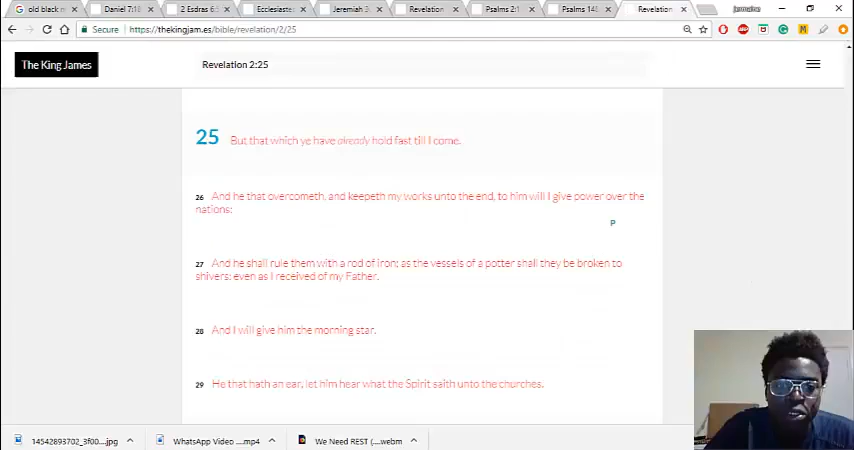 old black m
Daniel 7:18
2 Esdras 6:
Ecclesiaste
Jeremiah 3
Revelation
Psalms 2:1
Psalms 148
Revelation
jermaine
Secure
https://thekingjam.es/bible/revelation/2/25
The King James
Revelation 2:25
25 But that which ye have already hold fast till I come.
26 And he that overcometh, and keepeth my works unto the end, to him will I give power over the
nations:
P
27 And he shall rule them with a rod of iron; as the vessels of a potter shall they be broken to
shivers: even as I received of my Father.
28 And I will give him the morning star.
29 He that hath an ear, let him hear what the Spirit saith unto the churches.
14542893702_3f00....jpg
WhatsApp Video ....mp4
We Need REST (....webm